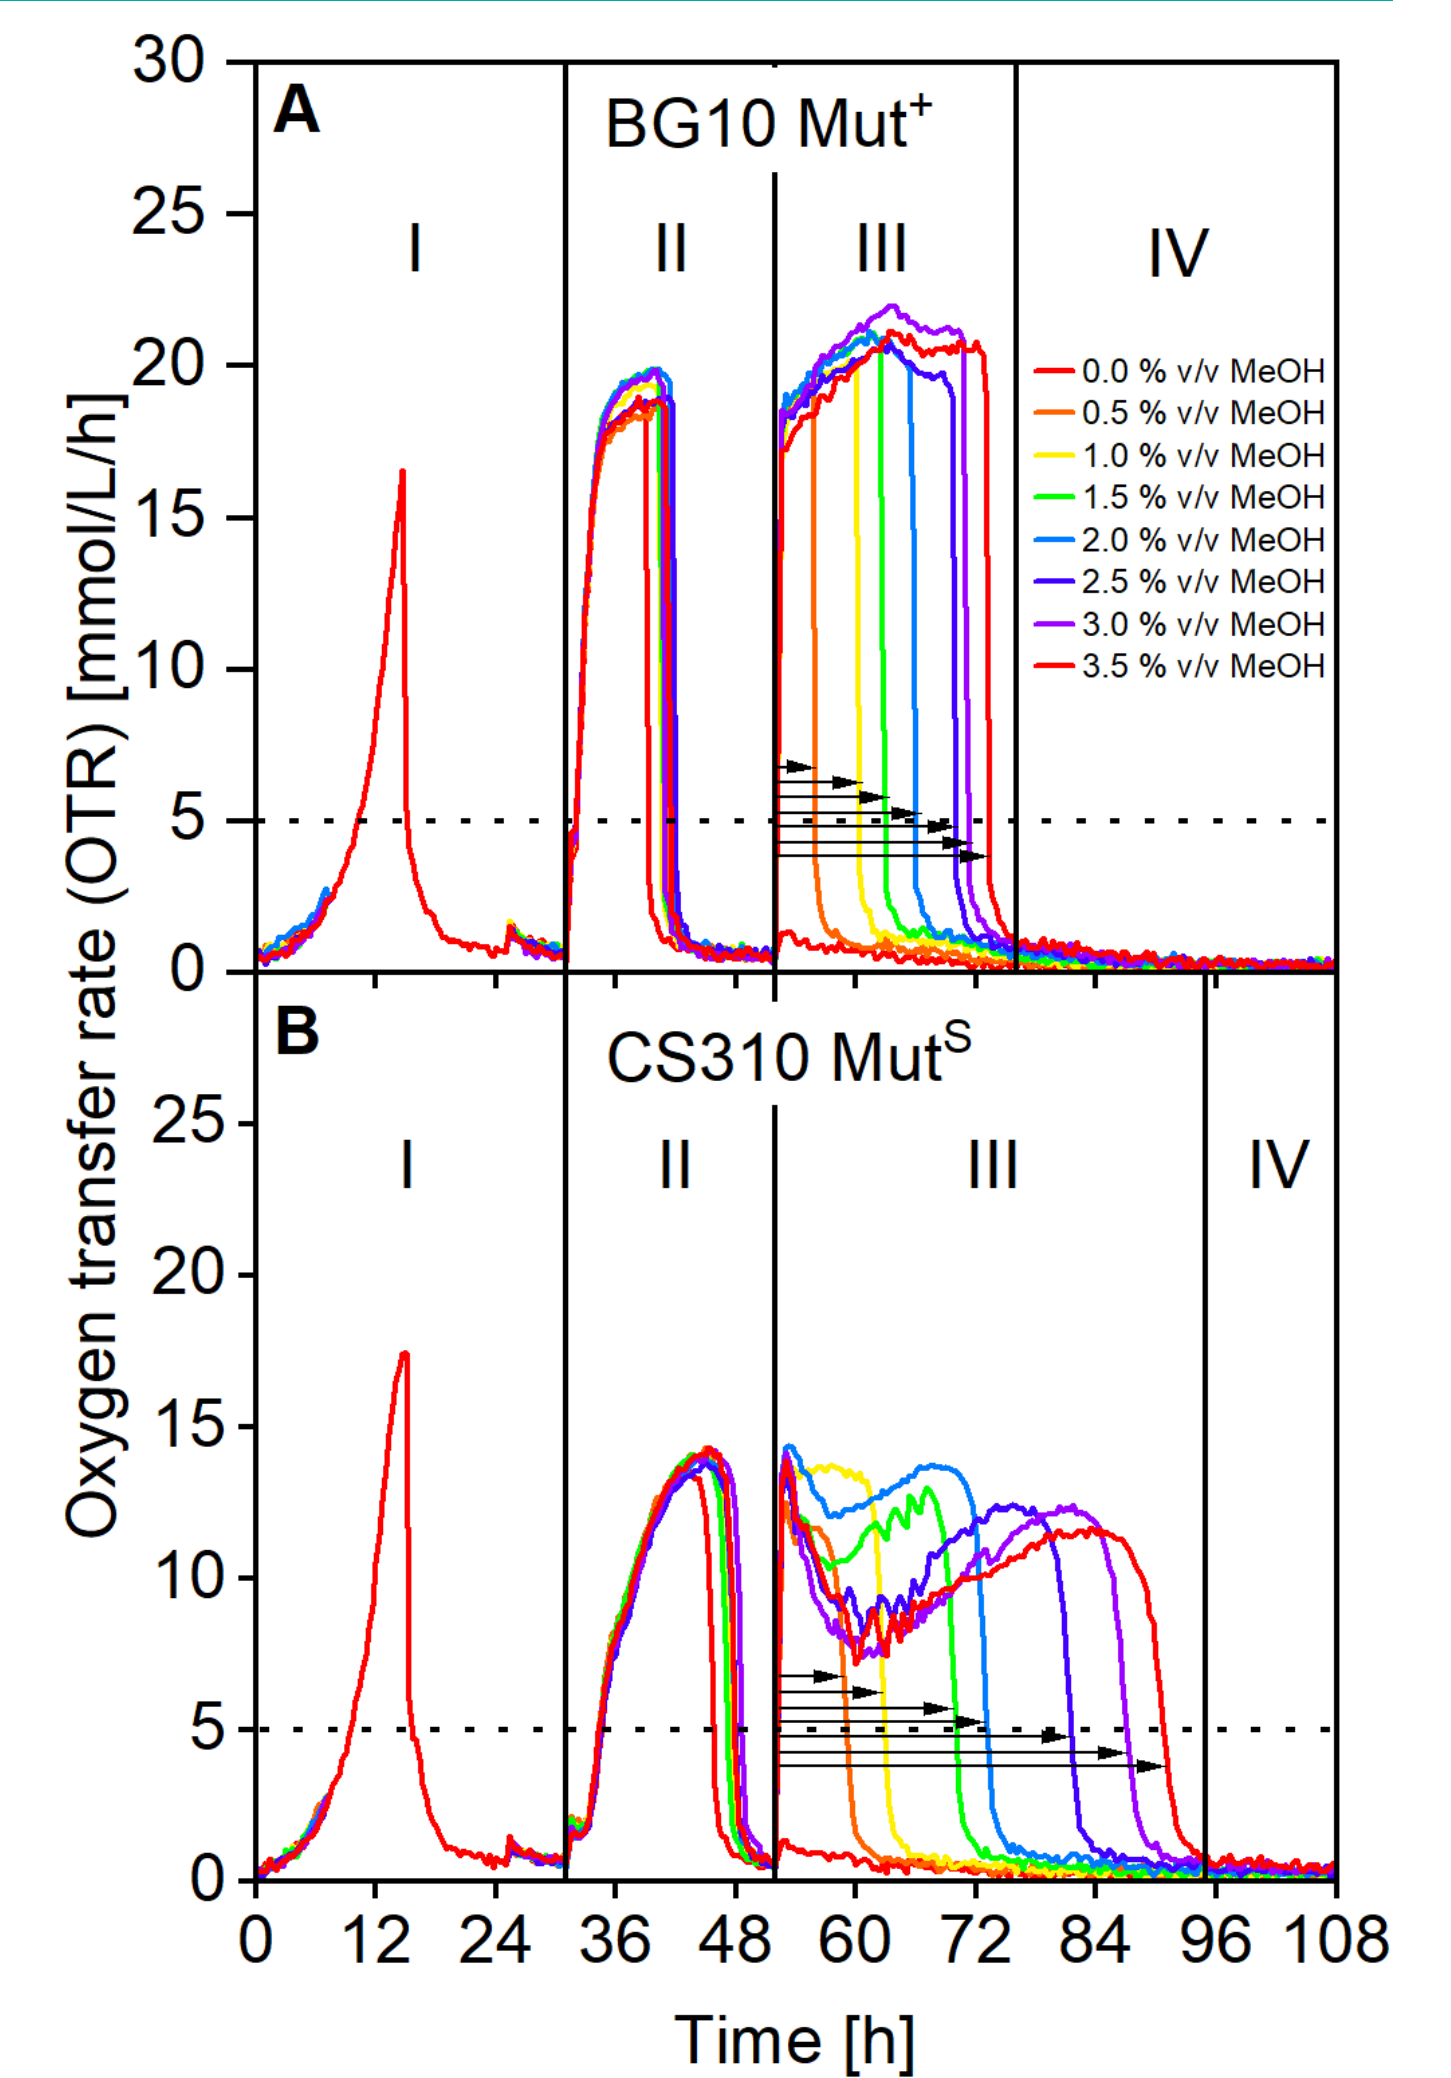 Oxygen transfer rate (OTR) [mmol/L/h]
30
25
20
15
10
5
0
A
BG10 Mut+
I
II
III
IV
0.0 % v/v MeOH
0.5 % v/v MeOH
1.0 % v/v MeOH
1.5 % v/v MeOH
2.0 % v/v MeOH
2.5 % v/v MeOH
3.0 % v/v MeOH
3.5 % v/v MeOH
B
CS310 MutS
I
II
III
IV
25
20
15
10
5
0
0 12 24 36 48 60 72 84 96 108
Time [h]